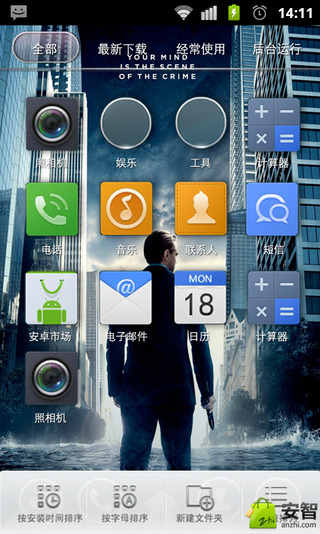 14:11
全部 最新下载 经常使用 后台运行
YOUR MIND
IS THE SCENE
OF THE CRIME
照相机 娱乐 工具 计算器
电话 音乐 联系人 短信
MON
18
安卓市场 电子邮件 日历 计算器
照相机
按安装时间排序 按字母排序 新建文件夹
安智
anzhi.com